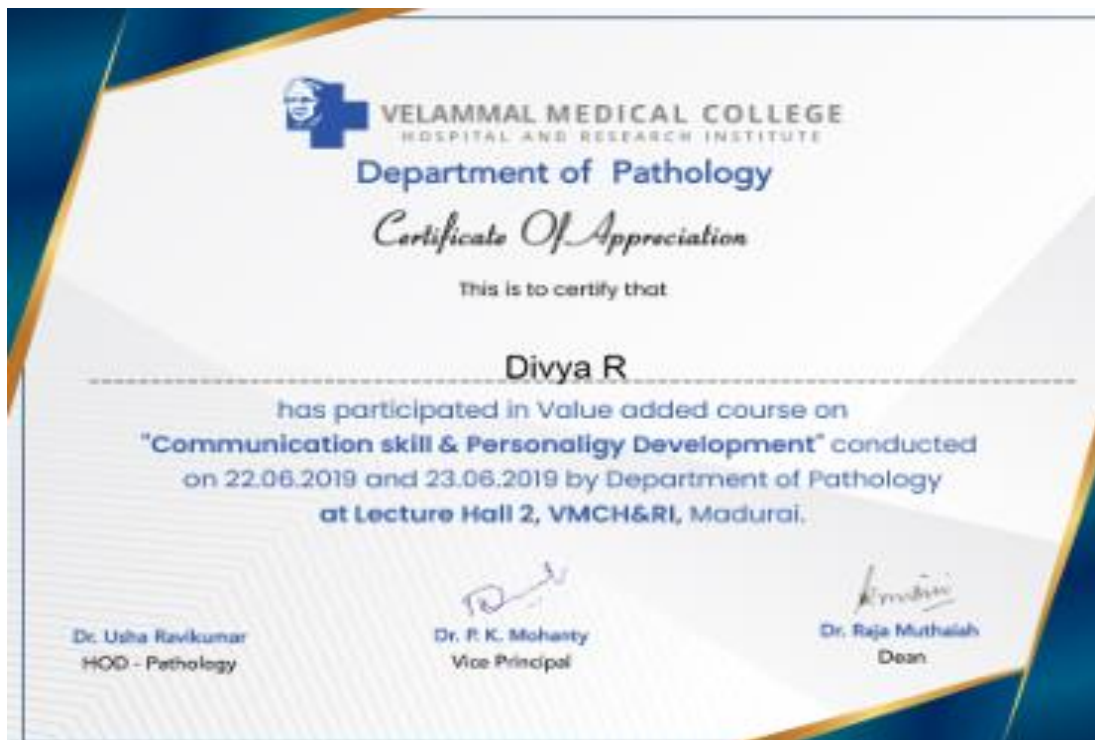 VELAMMAL MEDICAL COLLEGE
HOSPITAL AND RESEARCH INSTITUTE
Department of Pathology
Certificate Of Appreciation
This is to certify that
Divya R
has participated in Value added course on
"Communication skill & Personaligy Development" conducted
on 22.06.2019 and 23.06.2019 by Department of Pathology
at Lecture Hall 2, VMCH&RI, Madurai.
Dr. Usha Ravikumar
HOD - Pathology
Dr. P. K. Mohanty
Vice Principal
Dr. Raja Muthaiah
Dean